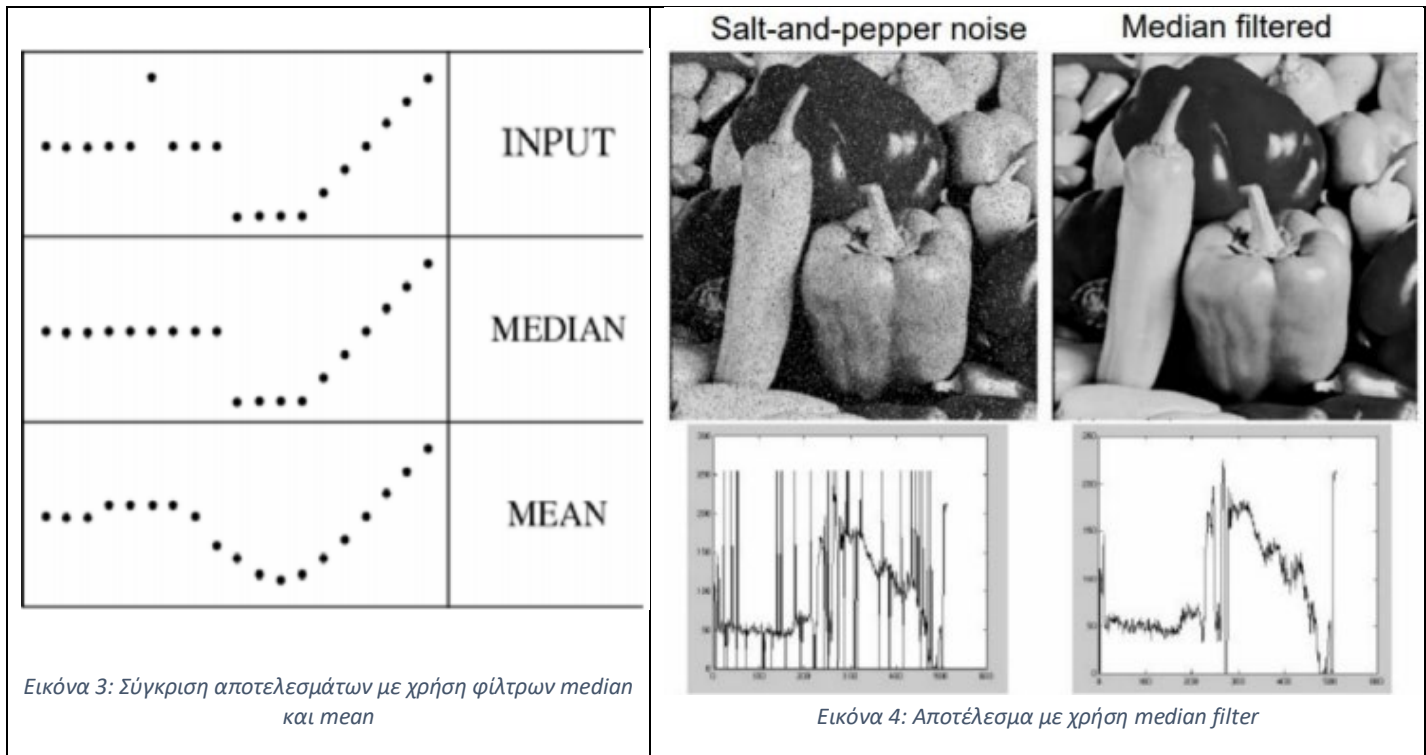 INPUT
MEDIAN
MEAN
Εικόνα 3: Σύγκριση αποτελεσμάτων με χρήση φίλτρων median
και mean
Salt-and-pepper noise
Median filtered
Εικόνα 4: Αποτέλεσμα με χρήση median filter